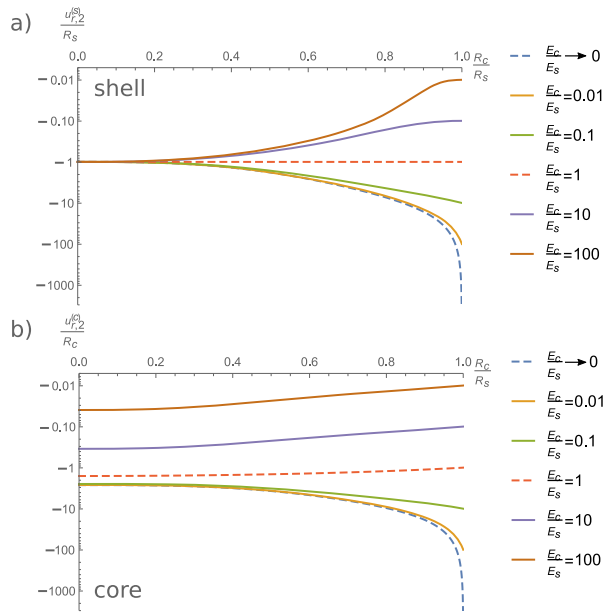 a)
u_{r,2}^{(s)}/R_s
0.0 0.2 0.4 0.6 0.8 1.0 R_c/R_s
shell
−0.01
−0.10
−1
−10
−100
−1000
E_c/E_s → 0
E_c/E_s=0.01
E_c/E_s=0.1
E_c/E_s=1
E_c/E_s=10
E_c/E_s=100
b)
u_{r,2}^{(c)}/R_c
0.0 0.2 0.4 0.6 0.8 1.0 R_c/R_s
−0.01
−0.10
−1
−10
−100
−1000
core
E_c/E_s → 0
E_c/E_s=0.01
E_c/E_s=0.1
E_c/E_s=1
E_c/E_s=10
E_c/E_s=100